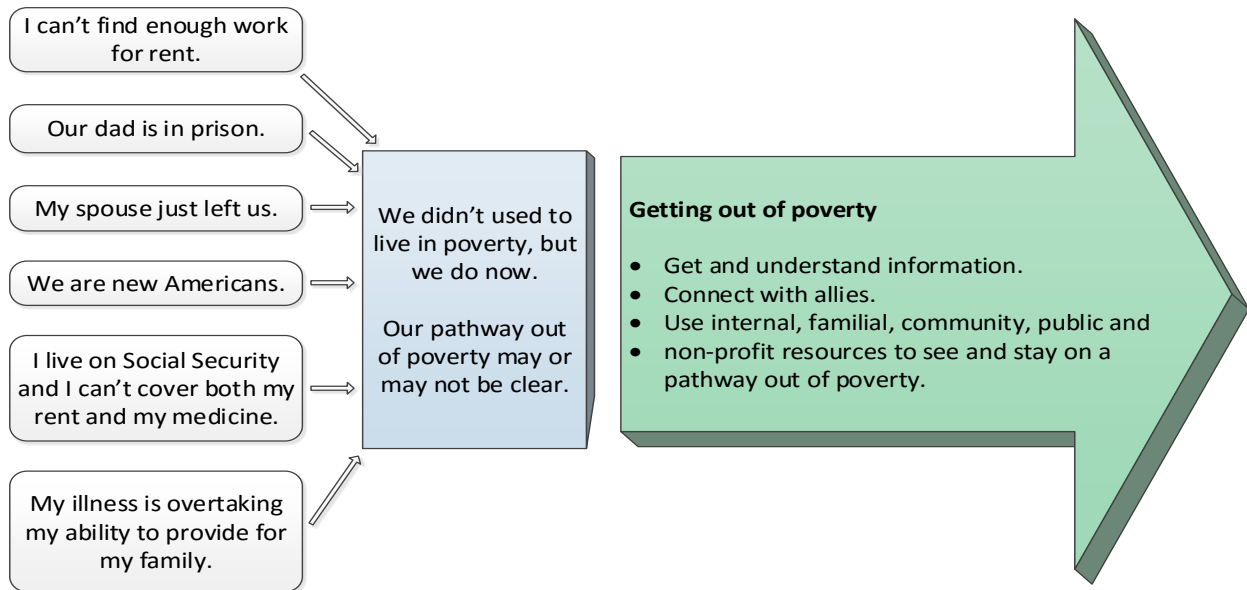 I can’t find enough work
for rent.
Our dad is in prison.
My spouse just left us.
We are new Americans.
I live on Social Security
and I can’t cover both my
rent and my medicine.
My illness is overtaking
my ability to provide for
my family.
We didn’t used to
live in poverty, but
we do now.
Our pathway out
of poverty may or
may not be clear.
Getting out of poverty
• Get and understand information.
• Connect with allies.
• Use internal, familial, community, public and
• non-profit resources to see and stay on a
pathway out of poverty.